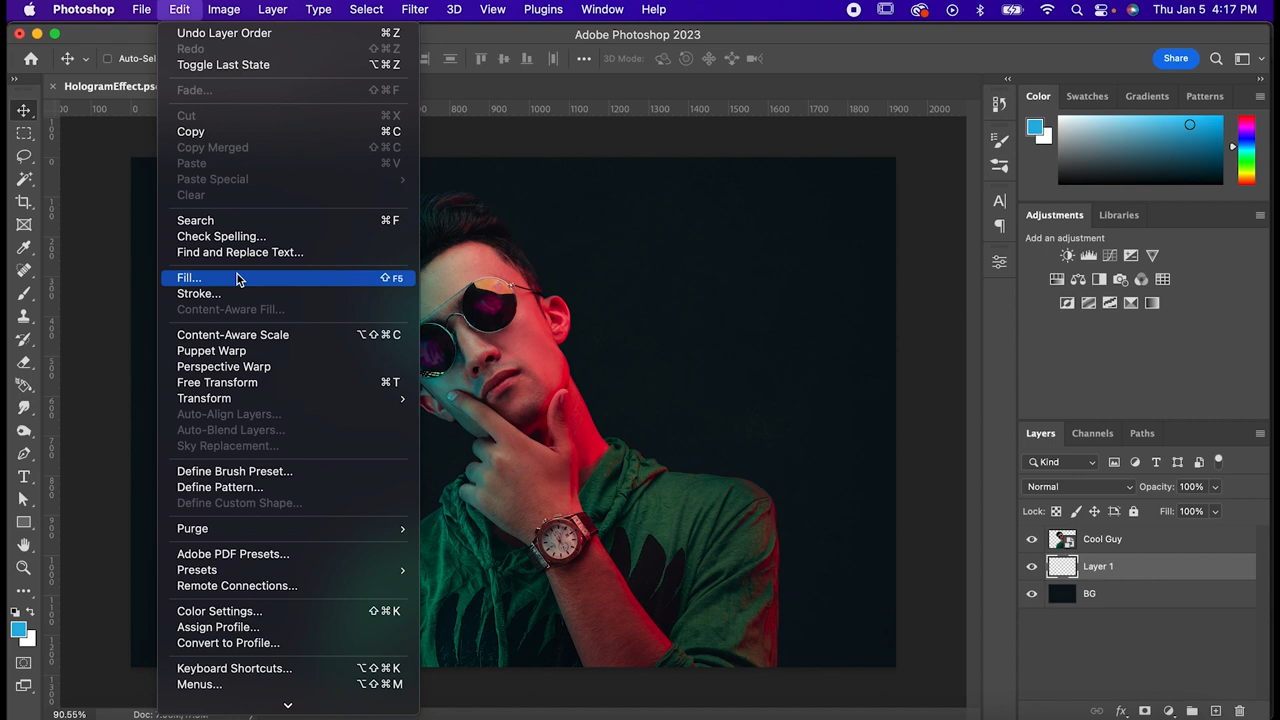 Photoshop File Edit Image Layer Type Select Filter 3D View Plugins Window Help Thu Jan 5 4:17 PM
Adobe Photoshop 2023
Auto-Sel 3D Mode: Share
HologramEffect.ps
100 0 800 900 1000 1100 1200 1300 1400 1500 1600 1700 1800 1900 2000
Undo Layer Order ⌘Z
Redo ⇧⌘Z
Toggle Last State ⌥⌘Z
Fade... ⇧⌘F
Cut ⌘X
Copy ⌘C
Copy Merged ⇧⌘C
Paste ⌘V
Paste Special
Clear
Search ⌘F
Check Spelling...
Find and Replace Text...
Fill... ⇧F5
Stroke...
Content-Aware Fill...
Content-Aware Scale ⌥⇧⌘C
Puppet Warp
Perspective Warp
Free Transform ⌘T
Transform
Auto-Align Layers...
Auto-Blend Layers...
Sky Replacement...
Define Brush Preset...
Define Pattern...
Define Custom Shape...
Purge
Adobe PDF Presets...
Presets
Remote Connections...
Color Settings... ⇧⌘K
Assign Profile...
Convert to Profile...
Keyboard Shortcuts... ⌥⇧⌘K
Menus... ⌥⇧⌘M
Color Swatches Gradients Patterns
Adjustments Libraries
Add an adjustment
Layers Channels Paths
Kind
Normal Opacity: 100%
Lock: Fill: 100%
Cool Guy
Layer 1
BG
90.55% Doc: